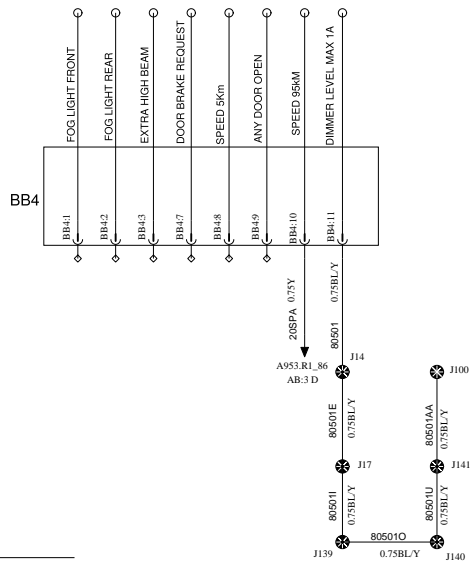 FOG LIGHT FRONT
FOG LIGHT REAR
EXTRA HIGH BEAM
DOOR BRAKE REQUEST
SPEED 5Km
ANY DOOR OPEN
SPEED 95kM
DIMMER LEVEL MAX 1A
BB4
BB4:1
BB4:2
BB4:3
BB4:7
BB4:8
BB4:9
BB4:10
BB4:11
20SPA 0.75Y
80501 0.75BL/Y
A953.R1_86
AB:3 D
J14
J100
80501E 0.75BL/Y
80501AA 0.75BL/Y
J17
J141
80501I 0.75BL/Y
80501U 0.75BL/Y
80501O
0.75BL/Y
J139
J140